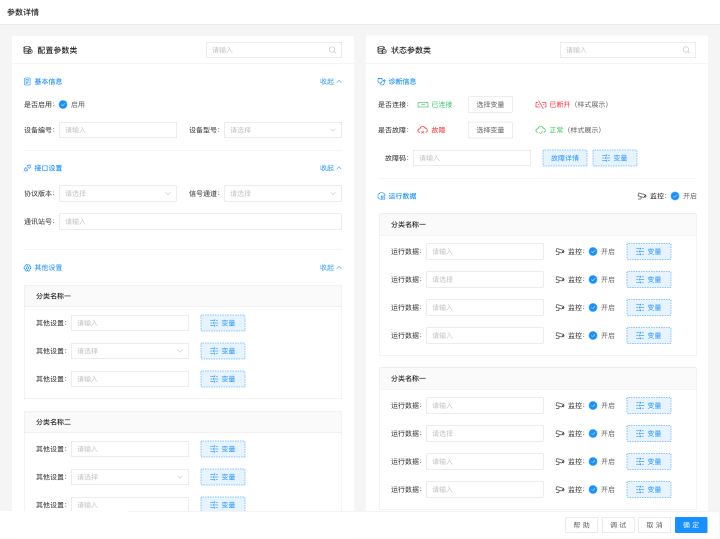 参数详情
配置参数类
请输入
基本信息
收起
是否启用： 启用
设备编号： 请输入
设备型号： 请选择
接口设置
收起
协议版本： 请选择
信号通道： 请选择
通讯站号： 请输入
其他设置
收起
分类名称一
其他设置： 请输入 变量
其他设置： 请选择 变量
其他设置： 请输入 变量
分类名称二
其他设置： 请输入 变量
其他设置： 请选择 变量
其他设置： 请输入 变量
状态参数类
请输入
诊断信息
是否连接： 已连接 选择变量 已断开（样式展示）
是否故障： 故障 选择变量 正常（样式展示）
故障码： 请输入 故障详情 变量
运行数据
监控： 开启
分类名称一
运行数据： 请输入 监控： 开启 变量
运行数据： 请选择 监控： 开启 变量
运行数据： 请输入 监控： 开启 变量
运行数据： 请输入 监控： 开启 变量
分类名称一
运行数据： 请输入 监控： 开启 变量
运行数据： 请选择 监控： 开启 变量
运行数据： 请输入 监控： 开启 变量
运行数据： 请输入 监控： 开启 变量
帮 助 调 试 取 消 确 定